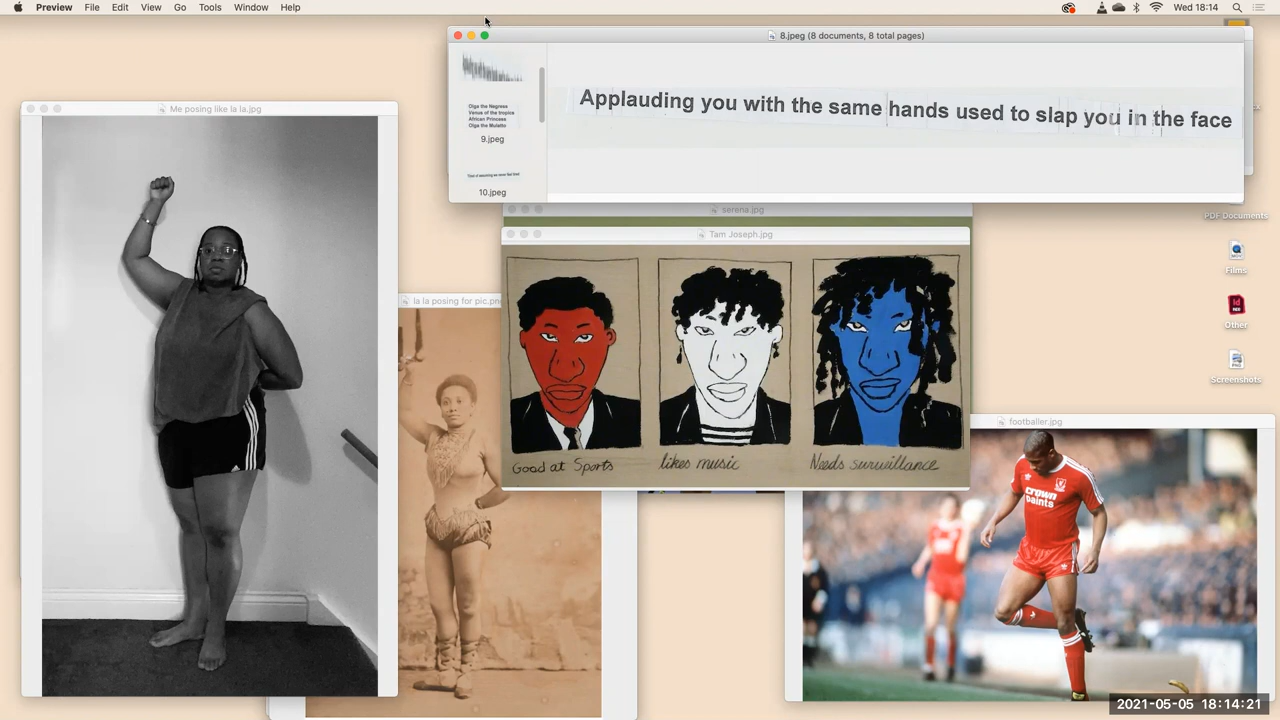 Preview File Edit View Go Tools Window Help
Wed 18:14
8.jpeg (8 documents, 8 total pages)
Applauding you with the same hands used to slap you in the face
Olga the Negress
Venus of the tropics
African Princess
Olga the Mulatto
9.jpeg
10.jpeg
Me posing like la la.jpg
la la posing for pic.png
serena.jpg
Tam Joseph.jpg
Good at Sports
likes music
Needs surveillance
footballer.jpg
crown
paints
PDF Documents
Films
Id
Other
PNG
Screenshots
2021-05-05 18:14:21